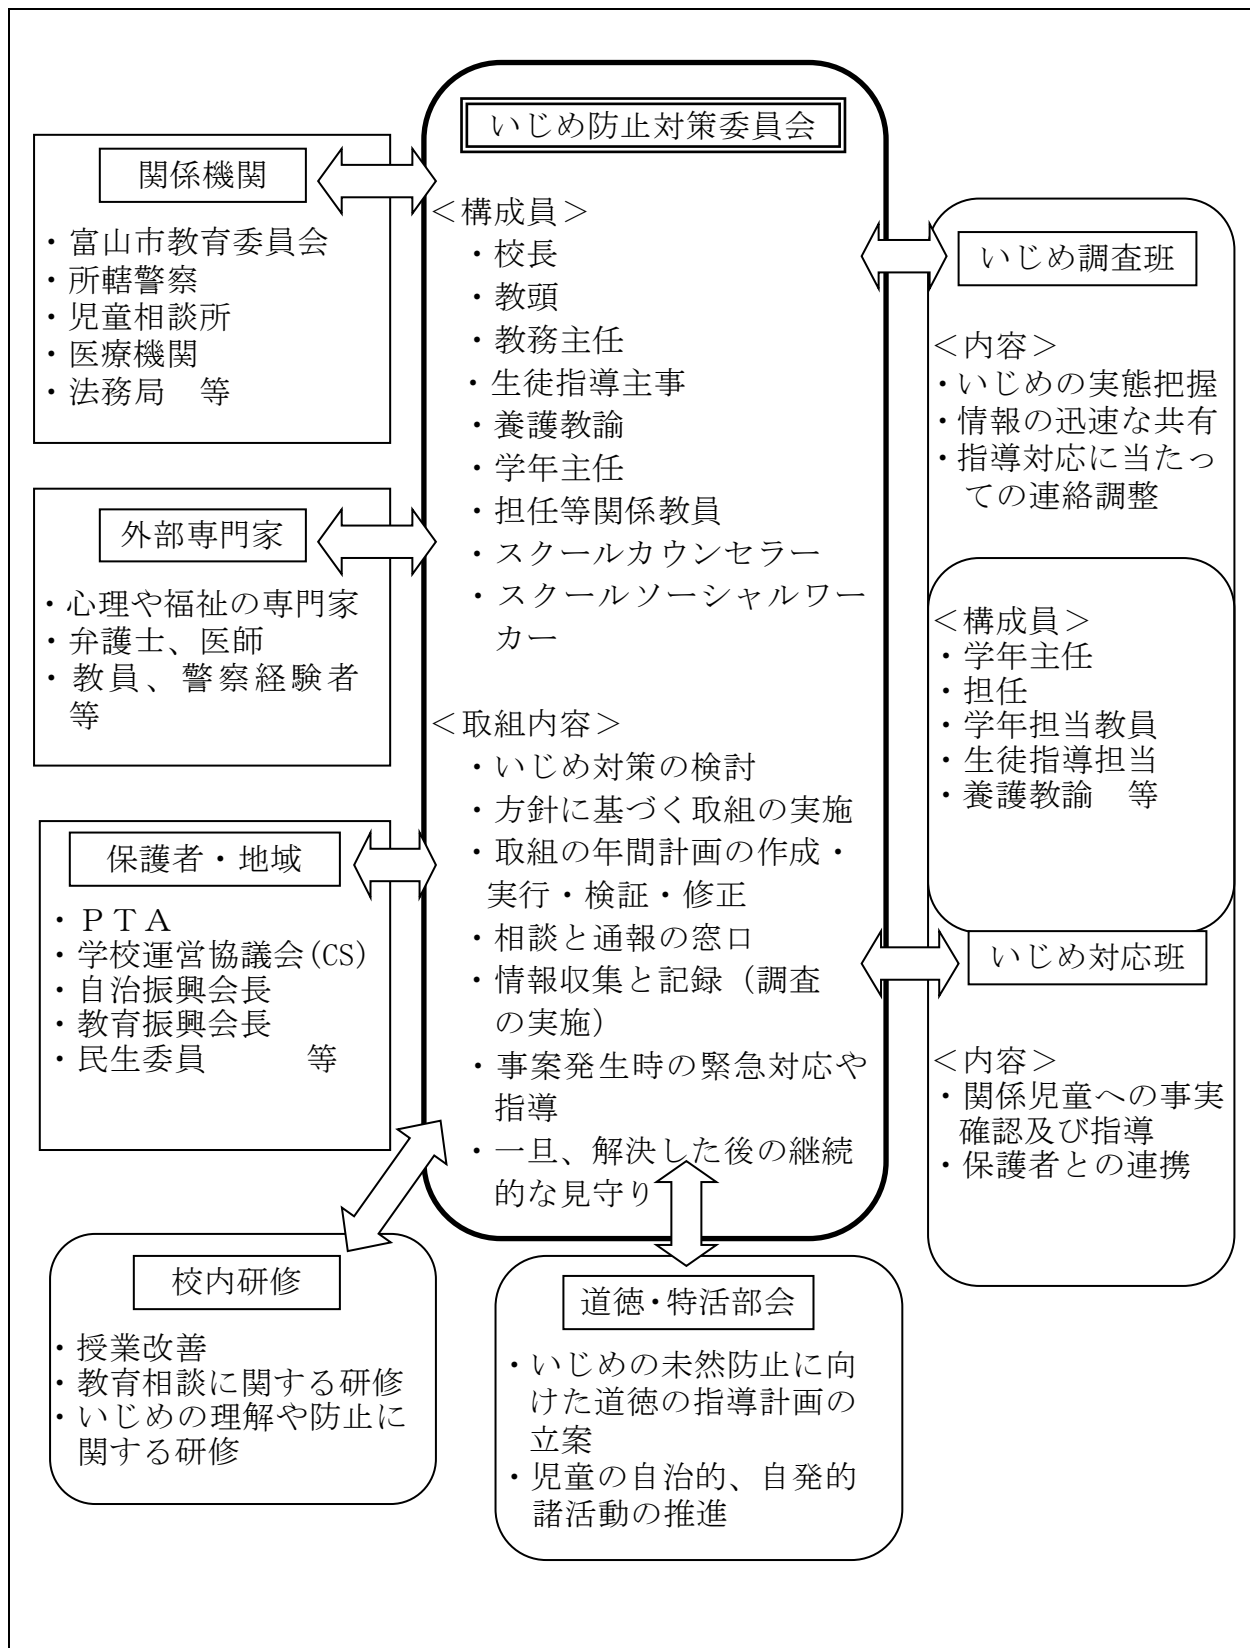 いじめ防止対策委員会
＜構成員＞
・校長
・教頭
・教務主任
・生徒指導主事
・養護教諭
・学年主任
・担任等関係教員
・スクールカウンセラー
・スクールソーシャルワー
カー
＜取組内容＞
・いじめ対策の検討
・方針に基づく取組の実施
・取組の年間計画の作成・
実行・検証・修正
・相談と通報の窓口
・情報収集と記録（調査
の実施）
・事案発生時の緊急対応や
指導
・一旦、解決した後の継続
的な見守り
関係機関
・富山市教育委員会
・所轄警察
・児童相談所
・医療機関
・法務局　等
外部専門家
・心理や福祉の専門家
・弁護士、医師
・教員、警察経験者
等
保護者・地域
・ＰＴＡ
・学校運営協議会(CS)
・自治振興会長
・教育振興会長
・民生委員　　　等
いじめ調査班
＜内容＞
・いじめの実態把握
・情報の迅速な共有
・指導対応に当たっ
ての連絡調整
＜構成員＞
・学年主任
・担任
・学年担当教員
・生徒指導担当
・養護教諭　等
いじめ対応班
＜内容＞
・関係児童への事実
確認及び指導
・保護者との連携
校内研修
・授業改善
・教育相談に関する研修
・いじめの理解や防止に
関する研修
道徳・特活部会
・いじめの未然防止に向
けた道徳の指導計画の
立案
・児童の自治的、自発的
諸活動の推進